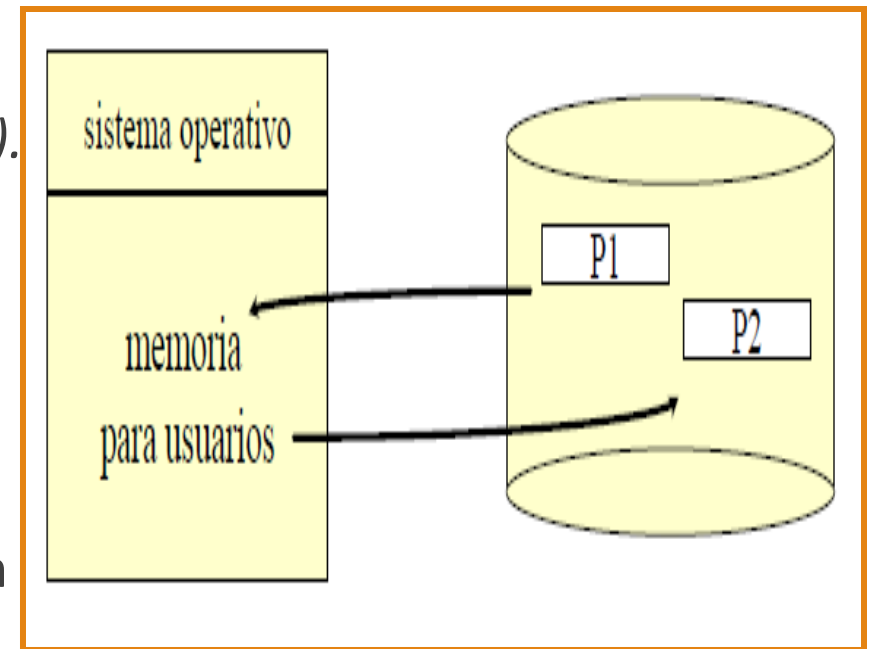 ).
sistema operativo
P1
P2
memoria
para usuarios
n